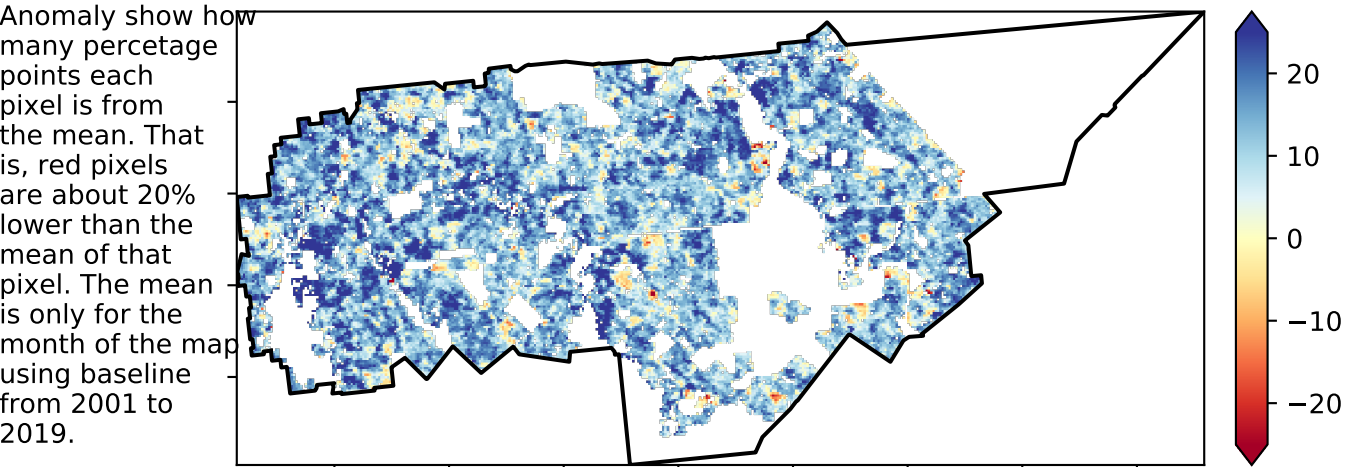 Anomaly show how
many percetage
points each
pixel is from
the mean. That
is, red pixels
are about 20%
lower than the
mean of that
pixel. The mean
is only for the
month of the map
using baseline
from 2001 to
2019.
20
10
0
−10
−20